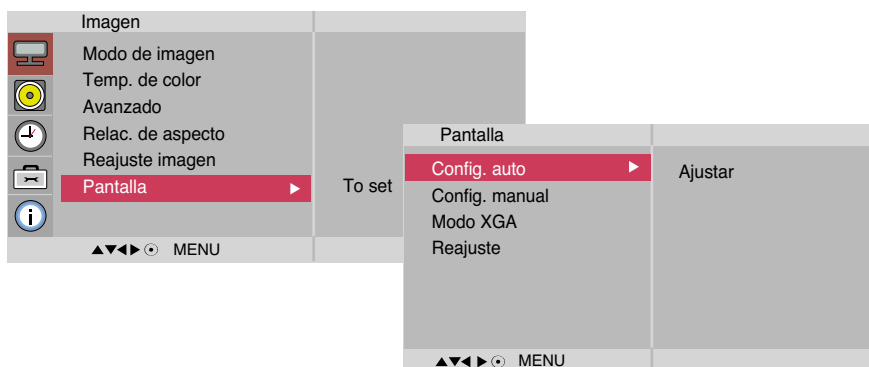 Imagen
Modo de imagen
Temp. de color
Avanzado
Relac. de aspecto
Reajuste imagen
Pantalla ▶ To set
▲▼◀▶⊙ MENU
Pantalla
Config. auto ▶ Ajustar
Config. manual
Modo XGA
Reajuste
▲▼◀▶⊙ MENU